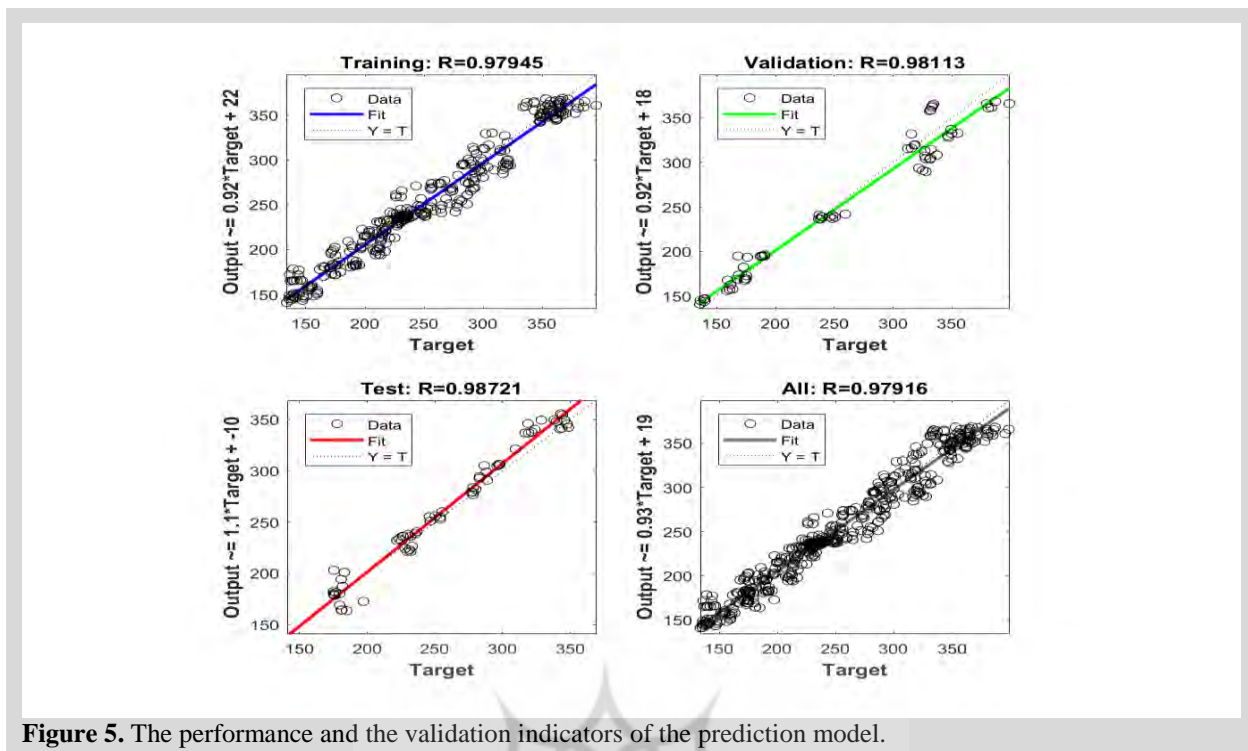 Training: R=0.97945
Output ~= 0.92*Target + 22
Data
Fit
Y = T
350
300
250
200
150
150 200 250 300 350
Target
Validation: R=0.98113
Output ~= 0.92*Target + 18
Data
Fit
Y = T
350
300
250
200
150
150 200 250 300 350
Target
Test: R=0.98721
Output ~= 1.1*Target + -10
Data
Fit
Y = T
350
300
250
200
150
150 200 250 300 350
Target
All: R=0.97916
Output ~= 0.93*Target + 19
Data
Fit
Y = T
350
300
250
200
150
150 200 250 300 350
Target
Figure 5. The performance and the validation indicators of the prediction model.